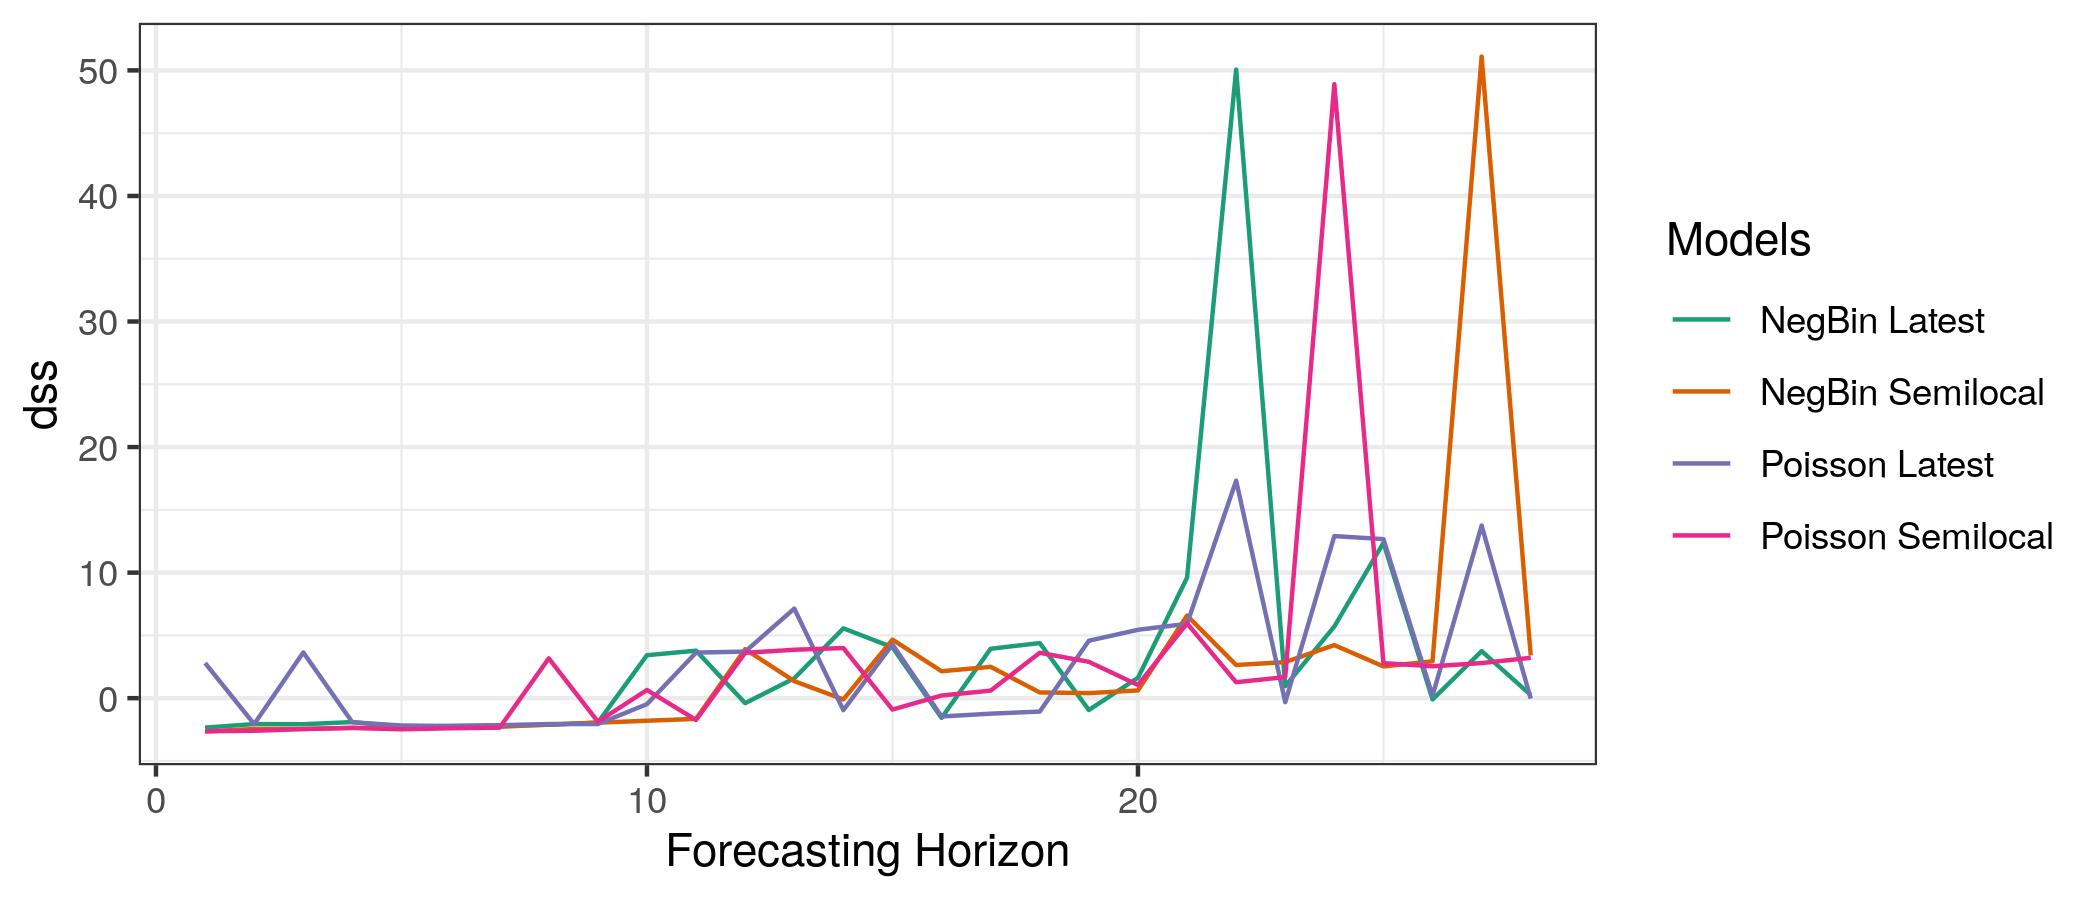 50
40
30
20
10
0
dss
0 10 20
Forecasting Horizon
Models
NegBin Latest
NegBin Semilocal
Poisson Latest
Poisson Semilocal